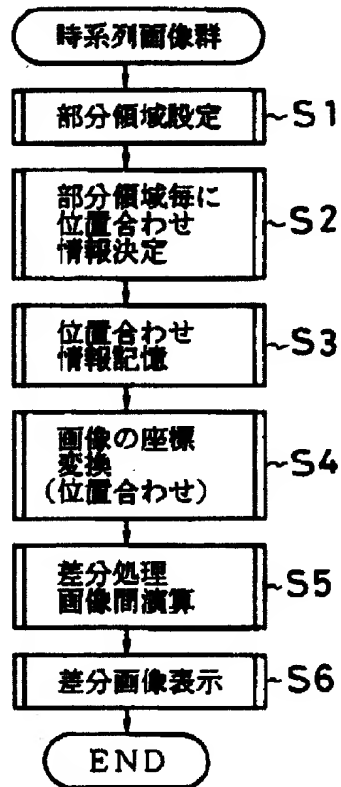 時系列画像群
部分領域設定 ~S1
部分領域毎に
位置合わせ ~S2
情報決定
位置合わせ ~S3
情報記憶
画像の座標
変換 ~S4
(位置合わせ)
差分処理 ~S5
画像間演算
差分画像表示 ~S6
END